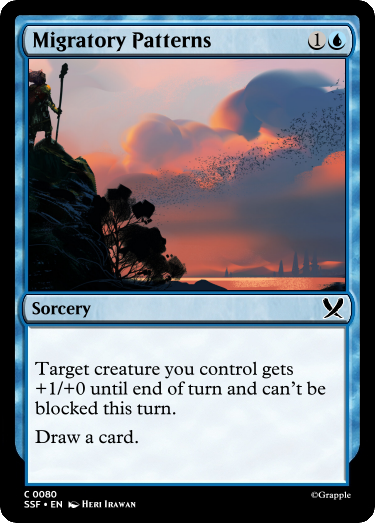 Migratory Patterns 1
Sorcery
Target creature you control gets
+1/+0 until end of turn and can't be
blocked this turn.
Draw a card.
C 0080
SSF • EN Heri Irawan
©Grapple